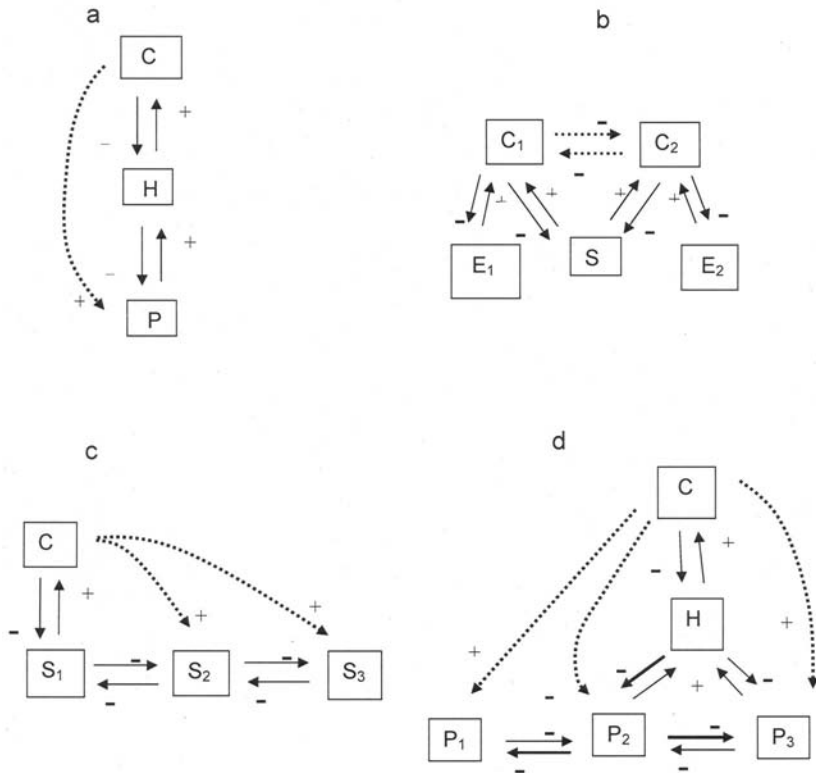 a
C
+
−
H
+
−
+
P
b
-
C₁ C₂
-
+ + + +
- - - -
E₁ S E₂
c
C
+
-
+ +
- -
S₁ S₂ S₃
- -
d
C
+
-
H
+ +
- -
- +
P₁ - P₂ - P₃
- -